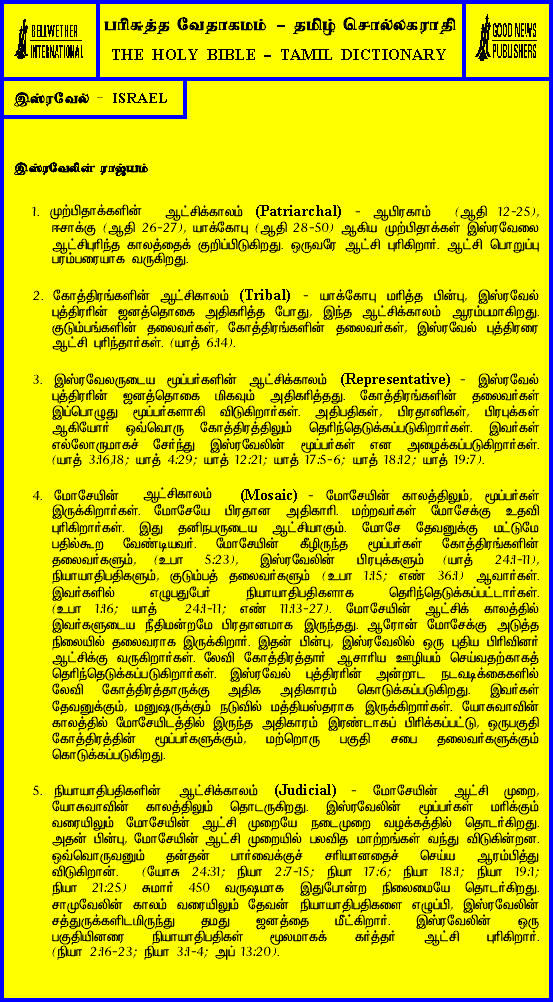 BELLWETHER
INTERNATIONAL
பரிசுத்த வேதாகமம் – தமிழ் சொல்லகராதி
THE HOLY BIBLE – TAMIL DICTIONARY
GOOD NEWS
PUBLISHERS
இஸ்ரவேல் – ISRAEL
இஸ்ரவேலின் ராஜ்யம்
1. முற்பிதாக்களின் ஆட்சிக்காலம் (Patriarchal) – ஆபிரகாம் (ஆதி 12-25),
ஈசாக்கு (ஆதி 26-27), யாக்கோபு (ஆதி 28-50) ஆகிய முற்பிதாக்கள் இஸ்ரவேலை
ஆட்சிபுரிந்த காலத்தைக் குறிப்பிடுகிறது. ஒருவரே ஆட்சி புரிகிறார். ஆட்சி பொறுப்பு
பரம்பரையாக வருகிறது.
2. கோத்திரங்களின் ஆட்சிகாலம் (Tribal) – யாக்கோபு மரித்த பின்பு, இஸ்ரவேல்
புத்திரரின் ஜனத்தொகை அதிகரித்த போது, இந்த ஆட்சிக்காலம் ஆரம்பமாகிறது.
குடும்பங்களின் தலைவர்கள், கோத்திரங்களின் தலைவர்கள், இஸ்ரவேல் புத்திரரை
ஆட்சி புரிந்தார்கள். (யாத் 6:14).
3. இஸ்ரவேலருடைய மூப்பர்களின் ஆட்சிக்காலம் (Representative) – இஸ்ரவேல்
புத்திரரின் ஜனத்தொகை மிகவும் அதிகரித்தது. கோத்திரங்களின் தலைவர்கள்
இப்பொழுது மூப்பர்களாகி விடுகிறார்கள். அதிபதிகள், பிரதானிகள், பிரபுக்கள்
ஆகியோர் ஒவ்வொரு கோத்திரத்திலும் தெரிந்தெடுக்கப்படுகிறார்கள். இவர்கள்
எல்லோருமாகச் சேர்ந்து இஸ்ரவேலின் மூப்பர்கள் என அழைக்கப்படுகிறார்கள்.
(யாத் 3:16,18; யாத் 4:29; யாத் 12:21; யாத் 17:5-6; யாத் 18:12; யாத் 19:7).
4. மோசேயின் ஆட்சிகாலம் (Mosaic) – மோசேயின் காலத்திலும், மூப்பர்கள்
இருக்கிறார்கள். மோசேயே பிரதான அதிகாரி. மற்றவர்கள் மோசேக்கு உதவி
புரிகிறார்கள். இது தனிநபருடைய ஆட்சியாகும். மோசே தேவனுக்கு மட்டுமே
பதில்கூற வேண்டியவர். மோசேயின் கீழிருந்த மூப்பர்கள் கோத்திரங்களின்
தலைவர்களும், (உபா 5:23), இஸ்ரவேலின் பிரபுக்களும் (யாத் 24:1-11),
நியாயாதிபதிகளும், குடும்பத் தலைவர்களும் (உபா 1:15; எண் 36:1) ஆவார்கள்.
இவர்களில் எழுபதுபேர் நியாயாதிபதிகளாக தெரிந்தெடுக்கப்பட்டார்கள்.
(உபா 1:16; யாத் 24:1-11; எண் 11:13-27). மோசேயின் ஆட்சிக் காலத்தில்
இவர்களுடைய நீதிமன்றமே பிரதானமாக இருந்தது. ஆரோன் மோசேக்கு அடுத்த
நிலையில் தலைவராக இருக்கிறார். இதன் பின்பு, இஸ்ரவேலில் ஒரு புதிய பிரிவினர்
ஆட்சிக்கு வருகிறார்கள். லேவி கோத்திரத்தார் ஆசாரிய ஊழியம் செய்வதற்காகத்
தெரிந்தெடுக்கப்படுகிறார்கள். இஸ்ரவேல் புத்திரரின் அன்றாட நடவடிக்கைகளில்
லேவி கோத்திரத்தாருக்கு அதிக அதிகாரம் கொடுக்கப்படுகிறது. இவர்கள்
தேவனுக்கும், மனுஷருக்கும் நடுவில் மத்தியஸ்தராக இருக்கிறார்கள். யோசுவாவின்
காலத்தில் மோசேயிடத்தில் இருந்த அதிகாரம் இரண்டாகப் பிரிக்கப்பட்டு, ஒருபகுதி
கோத்திரத்தின் மூப்பர்களுக்கும், மற்றொரு பகுதி சபை தலைவர்களுக்கும்
கொடுக்கப்படுகிறது.
5. நியாயாதிபதிகளின் ஆட்சிக்காலம் (Judicial) – மோசேயின் ஆட்சி முறை,
யோசுவாவின் காலத்திலும் தொடருகிறது. இஸ்ரவேலின் மூப்பர்கள் மரிக்கும்
வரையிலும் மோசேயின் ஆட்சி முறையே நடைமுறை வழக்கத்தில் தொடர்கிறது.
அதன் பின்பு, மோசேயின் ஆட்சி முறையில் பலவித மாற்றங்கள் வந்து விடுகின்றன.
ஒவ்வொருவனும் தன்தன் பார்வைக்குச் சரியானதைச் செய்ய ஆரம்பித்து
விடுகிறான். (யோசு 24:31; நியா 2:7-15; நியா 17:6; நியா 18:1; நியா 19:1;
நியா 21:25) சுமார் 450 வருஷமாக இதுபோன்ற நிலைமையே தொடர்கிறது.
சாமுவேலின் காலம் வரையிலும் தேவன் நியாயாதிபதிகளை எழுப்பி, இஸ்ரவேலின்
சத்துருக்களிடமிருந்து தமது ஜனத்தை மீட்கிறார். இஸ்ரவேலின் ஒரு
பகுதியினரை நியாயாதிபதிகள் மூலமாகக் கர்த்தர் ஆட்சி புரிகிறார்.
(நியா 2:16-23; நியா 3:1-4; அப் 13:20).